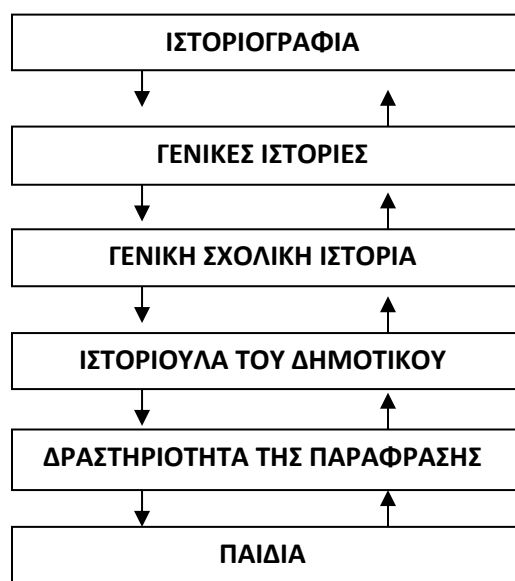 ΙΣΤΟΡΙΟΓΡΑΦΙΑ
ΓΕΝΙΚΕΣ ΙΣΤΟΡΙΕΣ
ΓΕΝΙΚΗ ΣΧΟΛΙΚΗ ΙΣΤΟΡΙΑ
ΙΣΤΟΡΙΟΥΛΑ ΤΟΥ ΔΗΜΟΤΙΚΟΥ
ΔΡΑΣΤΗΡΙΟΤΗΤΑ ΤΗΣ ΠΑΡΑΦΡΑΣΗΣ
ΠΑΙΔΙΑ